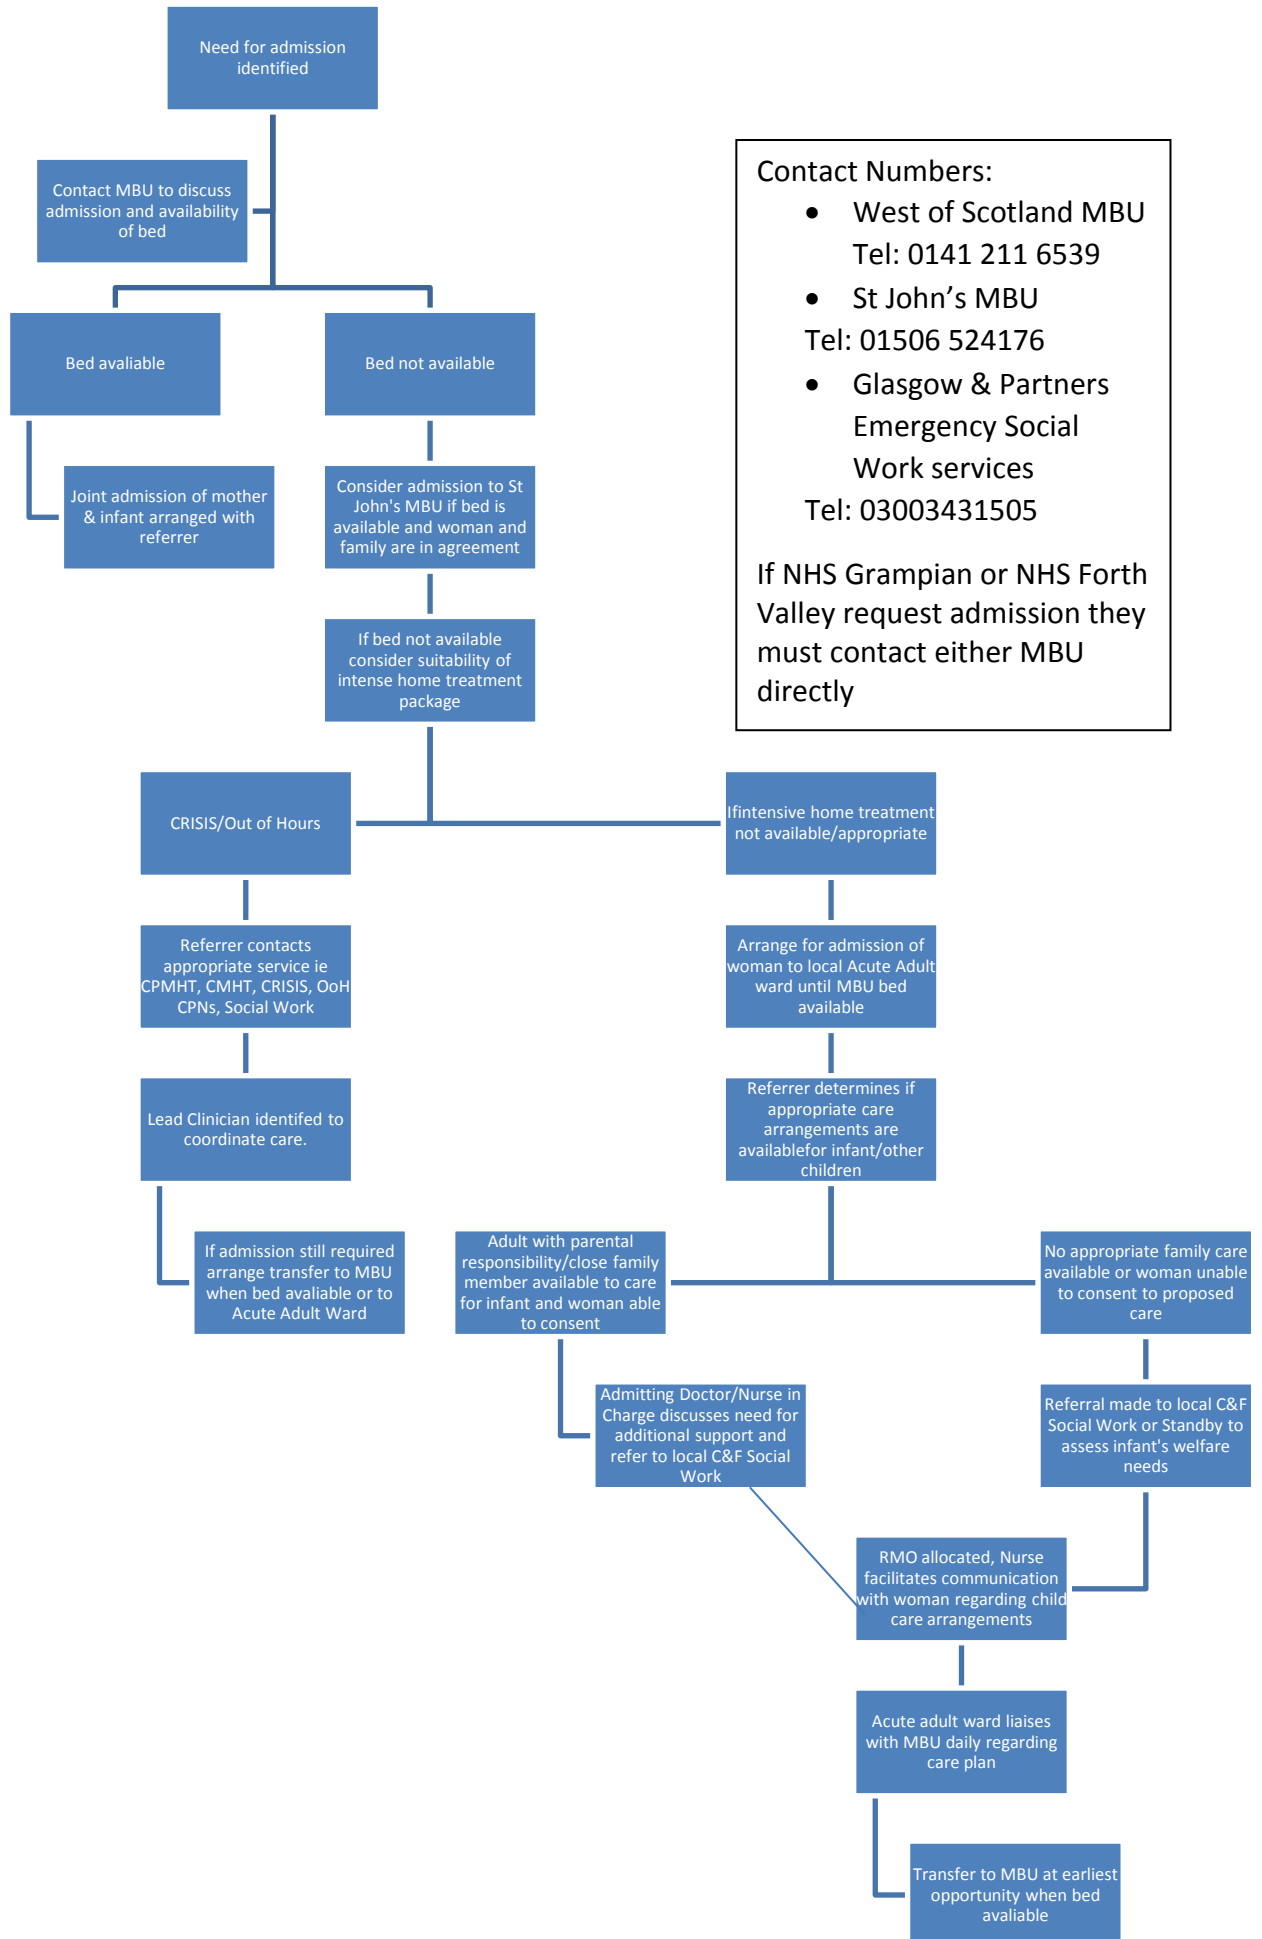 Need for admission
identified
Contact MBU to discuss
admission and availability
of bed
Contact Numbers:
• West of Scotland MBU
Tel: 0141 211 6539
• St John’s MBU
Tel: 01506 524176
• Glasgow & Partners
Emergency Social
Work services
Tel: 03003431505
If NHS Grampian or NHS Forth
Valley request admission they
must contact either MBU
directly
Bed avaliable
Bed not available
Joint admission of mother
& infant arranged with
referrer
Consider admission to St
John's MBU if bed is
available and woman and
family are in agreement
If bed not available
consider suitability of
intense home treatment
package
CRISIS/Out of Hours
Ifintensive home treatment
not available/appropriate
Referrer contacts
appropriate service ie
CPMHT, CMHT, CRISIS, OoH
CPNs, Social Work
Arrange for admission of
woman to local Acute Adult
ward until MBU bed
available
Lead Clinician identifed to
coordinate care.
Referrer determines if
appropriate care
arrangements are
availablefor infant/other
children
If admission still required
arrange transfer to MBU
when bed avaliable or to
Acute Adult Ward
Adult with parental
responsibility/close family
member available to care
for infant and woman able
to consent
No appropriate family care
available or woman unable
to consent to proposed
care
Admitting Doctor/Nurse in
Charge discusses need for
additional support and
refer to local C&F Social
Work
Referral made to local C&F
Social Work or Standby to
assess infant's welfare
needs
RMO allocated, Nurse
facilitates communication
with woman regarding child
care arrangements
Acute adult ward liaises
with MBU daily regarding
care plan
Transfer to MBU at earliest
opportunity when bed
avaliable